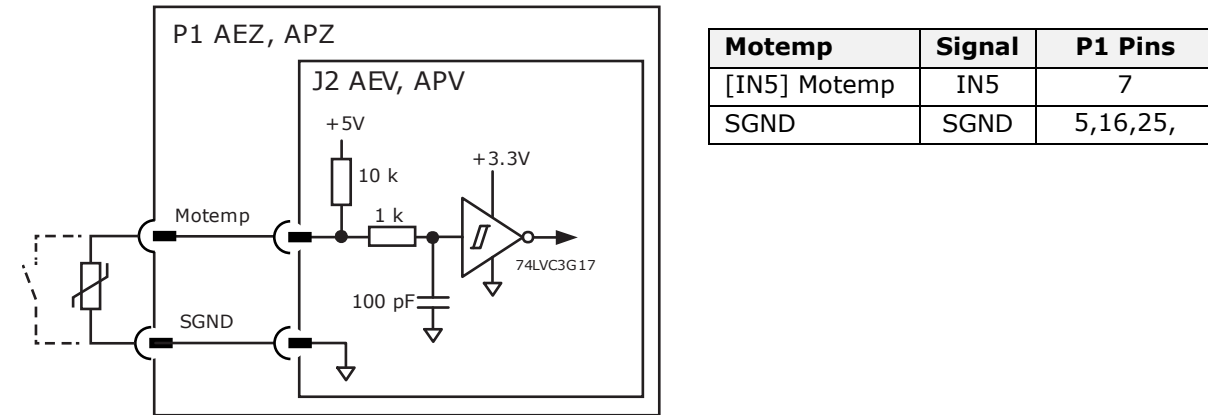 P1 AEZ, APZ
J2 AEV, APV
+5V
10 k
+3.3V
Motemp
1 k
74LVC3G17
100 pF
SGND
Motemp Signal P1 Pins
[IN5] Motemp IN5 7
SGND SGND 5,16,25,